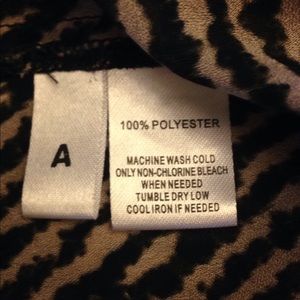 A
100% POLYESTER
MACHINE WASH COLD
ONLY NON-CHLORINE BLEACH
WHEN NEEDED
TUMBLE DRY LOW
COOL IRON IF NEEDED